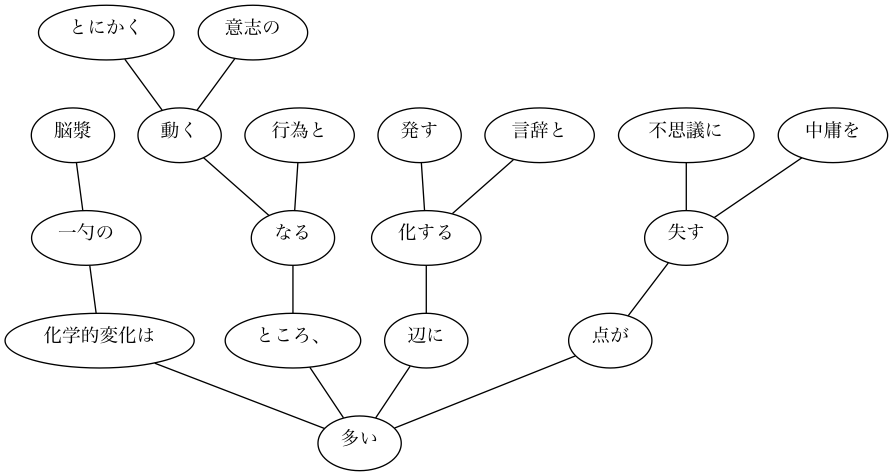 とにかく 意志の
脳漿 動く 行為と 発す 言辞と 不思議に 中庸を
一勺の なる 化する 失す
化学的変化は ところ、 辺に 点が
多い